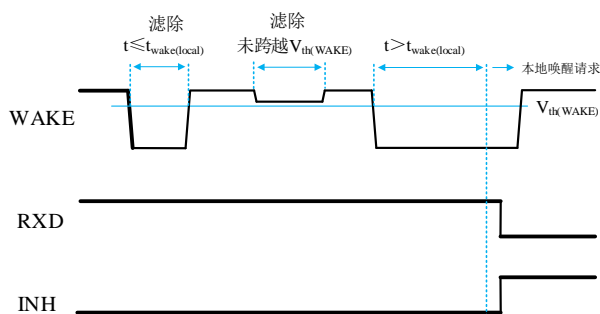 滤除
t≤twake(local)
滤除
未跨越Vth(WAKE)
t>twake(local)
本地唤醒请求
WAKE
Vth(WAKE)
RXD
INH